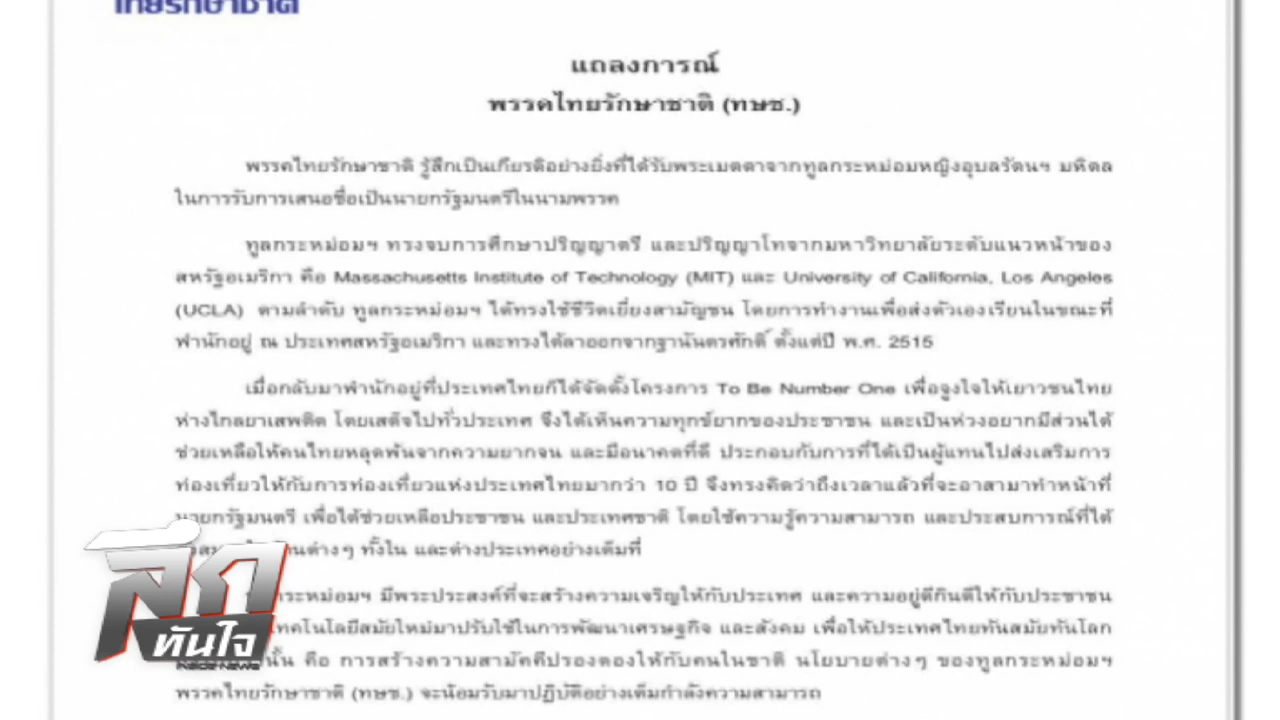 ไทยรักษาชาติ
แถลงการณ์
พรรคไทยรักษาชาติ (ทษช.)
พรรคไทยรักษาชาติ รู้สึกเป็นเกียรติอย่างยิ่งที่ได้รับพระเมตตาจากทูลกระหม่อมหญิงอุบลรัตนฯ มหิดล
ในการรับการเสนอชื่อเป็นนายกรัฐมนตรีในนามพรรค
ทูลกระหม่อมฯ ทรงจบการศึกษาปริญญาตรี และปริญญาโทจากมหาวิทยาลัยระดับแนวหน้าของ
สหรัฐอเมริกา คือ Massachusetts Institute of Technology (MIT) และ University of California, Los Angeles
(UCLA) ตามลำดับ ทูลกระหม่อมฯ ได้ทรงใช้ชีวิตเยี่ยงสามัญชน โดยการทำงานเพื่อส่งตัวเองเรียนในขณะที่
พำนักอยู่ ณ ประเทศสหรัฐอเมริกา และทรงได้ลาออกจากฐานันดรศักดิ์ ตั้งแต่ปี พ.ศ. 2515
เมื่อกลับมาพำนักอยู่ที่ประเทศไทยก็ได้จัดตั้งโครงการ To Be Number One เพื่อจูงใจให้เยาวชนไทย
ห่างไกลยาเสพติด โดยเสด็จไปทั่วประเทศ จึงได้เห็นความทุกข์ยากของประชาชน และเป็นห่วงอยากมีส่วนได้
ช่วยเหลือให้คนไทยหลุดพ้นจากความยากจน และมีอนาคตที่ดี ประกอบกับการที่ได้เป็นผู้แทนไปส่งเสริมการ
ท่องเที่ยวให้กับการท่องเที่ยวแห่งประเทศไทยมากว่า 10 ปี จึงทรงคิดว่าถึงเวลาแล้วที่จะอาสามาทำหน้าที่
นายกรัฐมนตรี เพื่อได้ช่วยเหลือประชาชน และประเทศชาติ โดยใช้ความรู้ความสามารถ และประสบการณ์ที่ได้
ต่างๆ ทั้งใน และต่างประเทศอย่างเต็มที่
กระหม่อมฯ มีพระประสงค์ที่จะสร้างความเจริญให้กับประเทศ และความอยู่ดีกินดีให้กับประชาชน
เทคโนโลยีสมัยใหม่มาปรับใช้ในการพัฒนาเศรษฐกิจ และสังคม เพื่อให้ประเทศไทยทันสมัยทันโลก
นั้น คือ การสร้างความสามัคคีปรองดองให้กับคนในชาติ นโยบายต่างๆ ของทูลกระหม่อมฯ
พรรคไทยรักษาชาติ (ทษช.) จะน้อมรับมาปฏิบัติอย่างเต็มกำลังความสามารถ
ลึก
ทันใจ